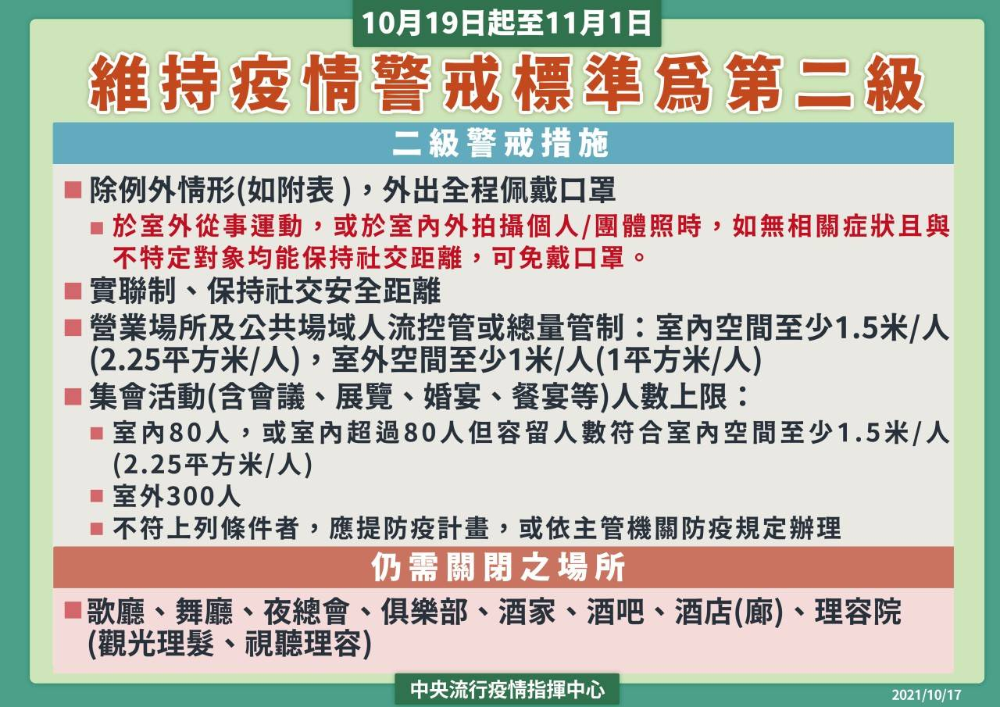 10月19日起至11月1日
維持疫情警戒標準為第二級
二級警戒措施
■ 除例外情形(如附表 )，外出全程佩戴口罩
■ 於室外從事運動，或於室內外拍攝個人/團體照時，如無相關症狀且與
不特定對象均能保持社交距離，可免戴口罩。
■ 實聯制、保持社交安全距離
■ 營業場所及公共場域人流控管或總量管制：室內空間至少1.5米/人
(2.25平方米/人)，室外空間至少1米/人(1平方米/人)
■ 集會活動(含會議、展覽、婚宴、餐宴等)人數上限：
■ 室內80人，或室內超過80人但容留人數符合室內空間至少1.5米/人
(2.25平方米/人)
■ 室外300人
■ 不符上列條件者，應提防疫計畫，或依主管機關防疫規定辦理
仍需關閉之場所
■ 歌廳、舞廳、夜總會、俱樂部、酒家、酒吧、酒店(廊)、理容院
(觀光理髮、視聽理容)
中央流行疫情指揮中心
2021/10/17